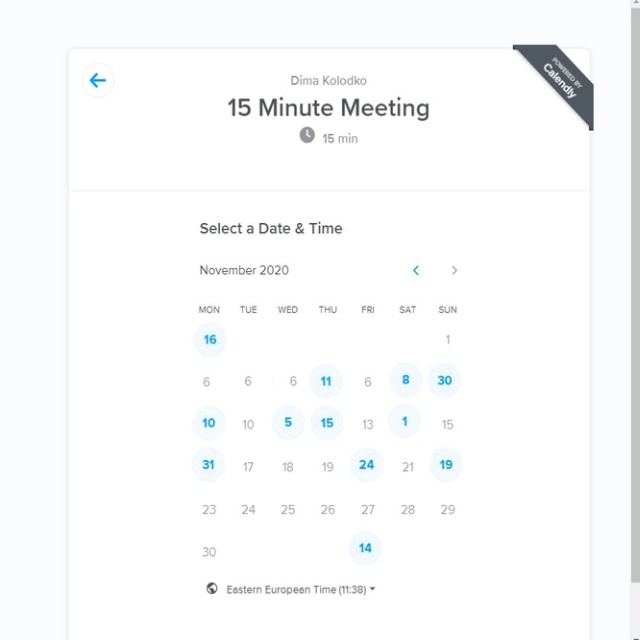 POWERED BY
Calendly
Dima Kolodko
15 Minute Meeting
15 min
Select a Date & Time
November 2020
MON TUE WED THU FRI SAT SUN
16 1
6 6 6 11 6 8 30
10 10 5 15 13 1 15
31 17 18 19 24 21 19
23 24 25 26 27 28 29
30 14
Eastern European Time (11:38)